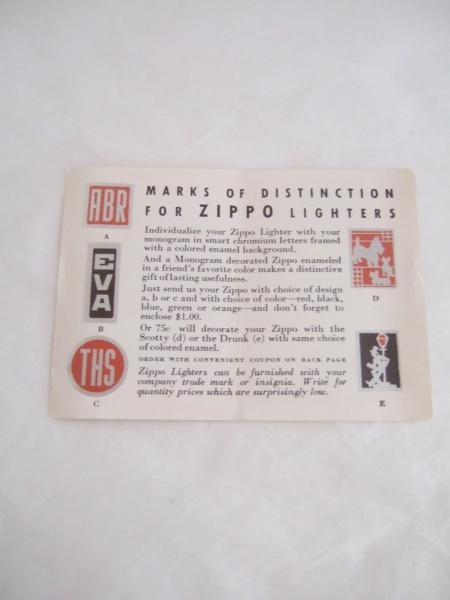 MARKS OF DISTINCTION
FOR ZIPPO LIGHTERS
ABR
A
EVA
B
THS
C
Individualize your Zippo Lighter with your
monogram in smart chromium letters framed
with a colored enamel background.
And a Monogram decorated Zippo enameled
in a friend's favorite color makes a distinctive
gift of lasting usefulness.
Just send us your Zippo with choice of design
a, b or c and with choice of color—red, black,
blue, green or orange—and don't forget to
enclose $1.00.
Or 75c will decorate your Zippo with the
Scotty (d) or the Drunk (e) with same choice
of colored enamel.
ORDER WITH CONVENIENT COUPON ON BACK PAGE
Zippo Lighters can be furnished with your
company trade mark or insignia. Write for
quantity prices which are surprisingly low.
D
E